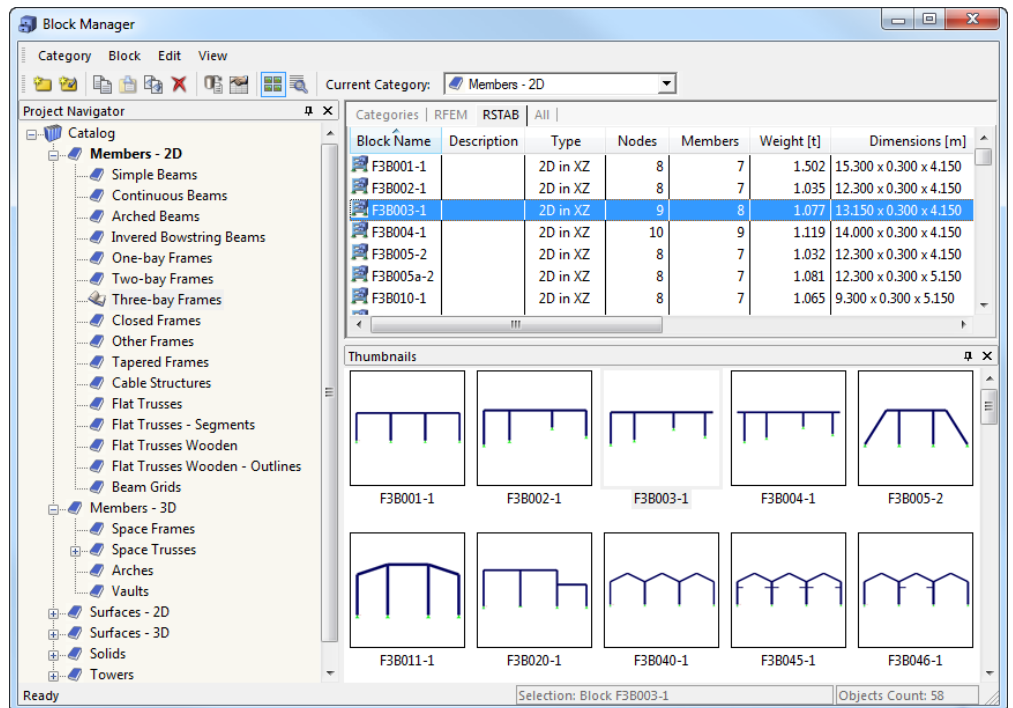 Block Manager
Category Block Edit View
Current Category: Members - 2D
Project Navigator
Catalog
Members - 2D
Simple Beams
Continuous Beams
Arched Beams
Invered Bowstring Beams
One-bay Frames
Two-bay Frames
Three-bay Frames
Closed Frames
Other Frames
Tapered Frames
Cable Structures
Flat Trusses
Flat Trusses - Segments
Flat Trusses Wooden
Flat Trusses Wooden - Outlines
Beam Grids
Members - 3D
Space Frames
Space Trusses
Arches
Vaults
Surfaces - 2D
Surfaces - 3D
Solids
Towers
Categories RFEM RSTAB All
Block Name Description Type Nodes Members Weight [t] Dimensions [m]
F3B001-1 2D in XZ 8 7 1.502 15.300 x 0.300 x 4.150
F3B002-1 2D in XZ 8 7 1.035 12.300 x 0.300 x 4.150
F3B003-1 2D in XZ 9 8 1.077 13.150 x 0.300 x 4.150
F3B004-1 2D in XZ 10 9 1.119 14.000 x 0.300 x 4.150
F3B005-2 2D in XZ 8 7 1.032 12.300 x 0.300 x 4.150
F3B005a-2 2D in XZ 8 7 1.081 12.300 x 0.300 x 5.150
F3B010-1 2D in XZ 8 7 1.065 9.300 x 0.300 x 5.150
Thumbnails
F3B001-1 F3B002-1 F3B003-1 F3B004-1 F3B005-2
F3B011-1 F3B020-1 F3B040-1 F3B045-1 F3B046-1
Ready Selection: Block F3B003-1 Objects Count: 58